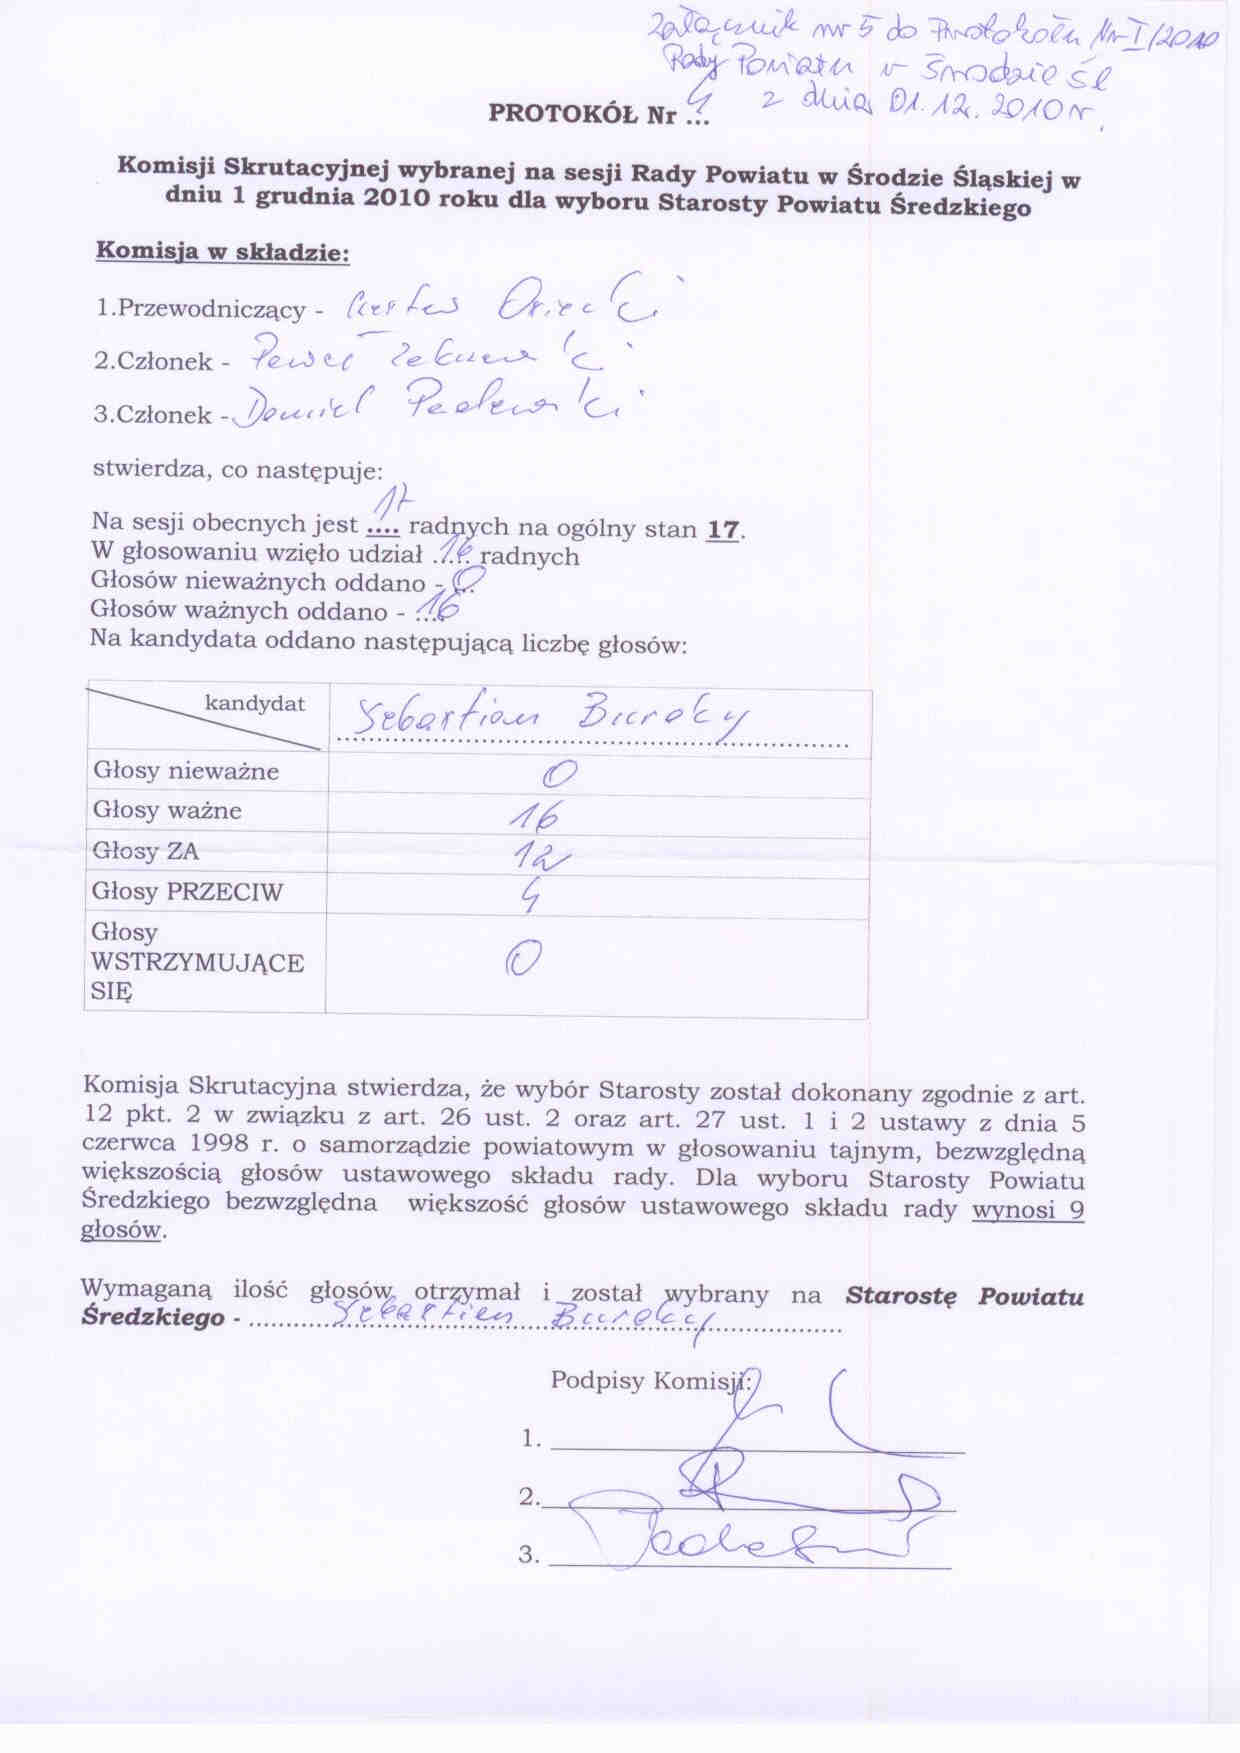 Załącznik nr 5 do Protokołu Nr I/2010
Rady Powiatu w Środzie Śl
z dnia 01.12.2010 r.
PROTOKÓŁ Nr 4
Komisji Skrutacyjnej wybranej na sesji Rady Powiatu w Środzie Śląskiej w
dniu 1 grudnia 2010 roku dla wyboru Starosty Powiatu Średzkiego
Komisja w składzie:
1.Przewodniczący - Osiecki
2.Członek - Paweł
3.Członek - Daniel
stwierdza, co następuje:
Na sesji obecnych jest 17 radnych na ogólny stan 17.
W głosowaniu wzięło udział 16 radnych
Głosów nieważnych oddano - 0
Głosów ważnych oddano - 16
Na kandydata oddano następującą liczbę głosów:
kandydat Sebastian Burdzy
Głosy nieważne 0
Głosy ważne 16
Głosy ZA 12
Głosy PRZECIW 4
Głosy
WSTRZYMUJĄCE 0
SIĘ
Komisja Skrutacyjna stwierdza, że wybór Starosty został dokonany zgodnie z art.
12 pkt. 2 w związku z art. 26 ust. 2 oraz art. 27 ust. 1 i 2 ustawy z dnia 5
czerwca 1998 r. o samorządzie powiatowym w głosowaniu tajnym, bezwzględną
większością głosów ustawowego składu rady. Dla wyboru Starosty Powiatu
Średzkiego bezwzględna większość głosów ustawowego składu rady wynosi 9
głosów.
Wymaganą ilość głosów otrzymał i został wybrany na Starostę Powiatu
Średzkiego - Sebastian Burdzy
Podpisy Komisji:
1.
2.
3.